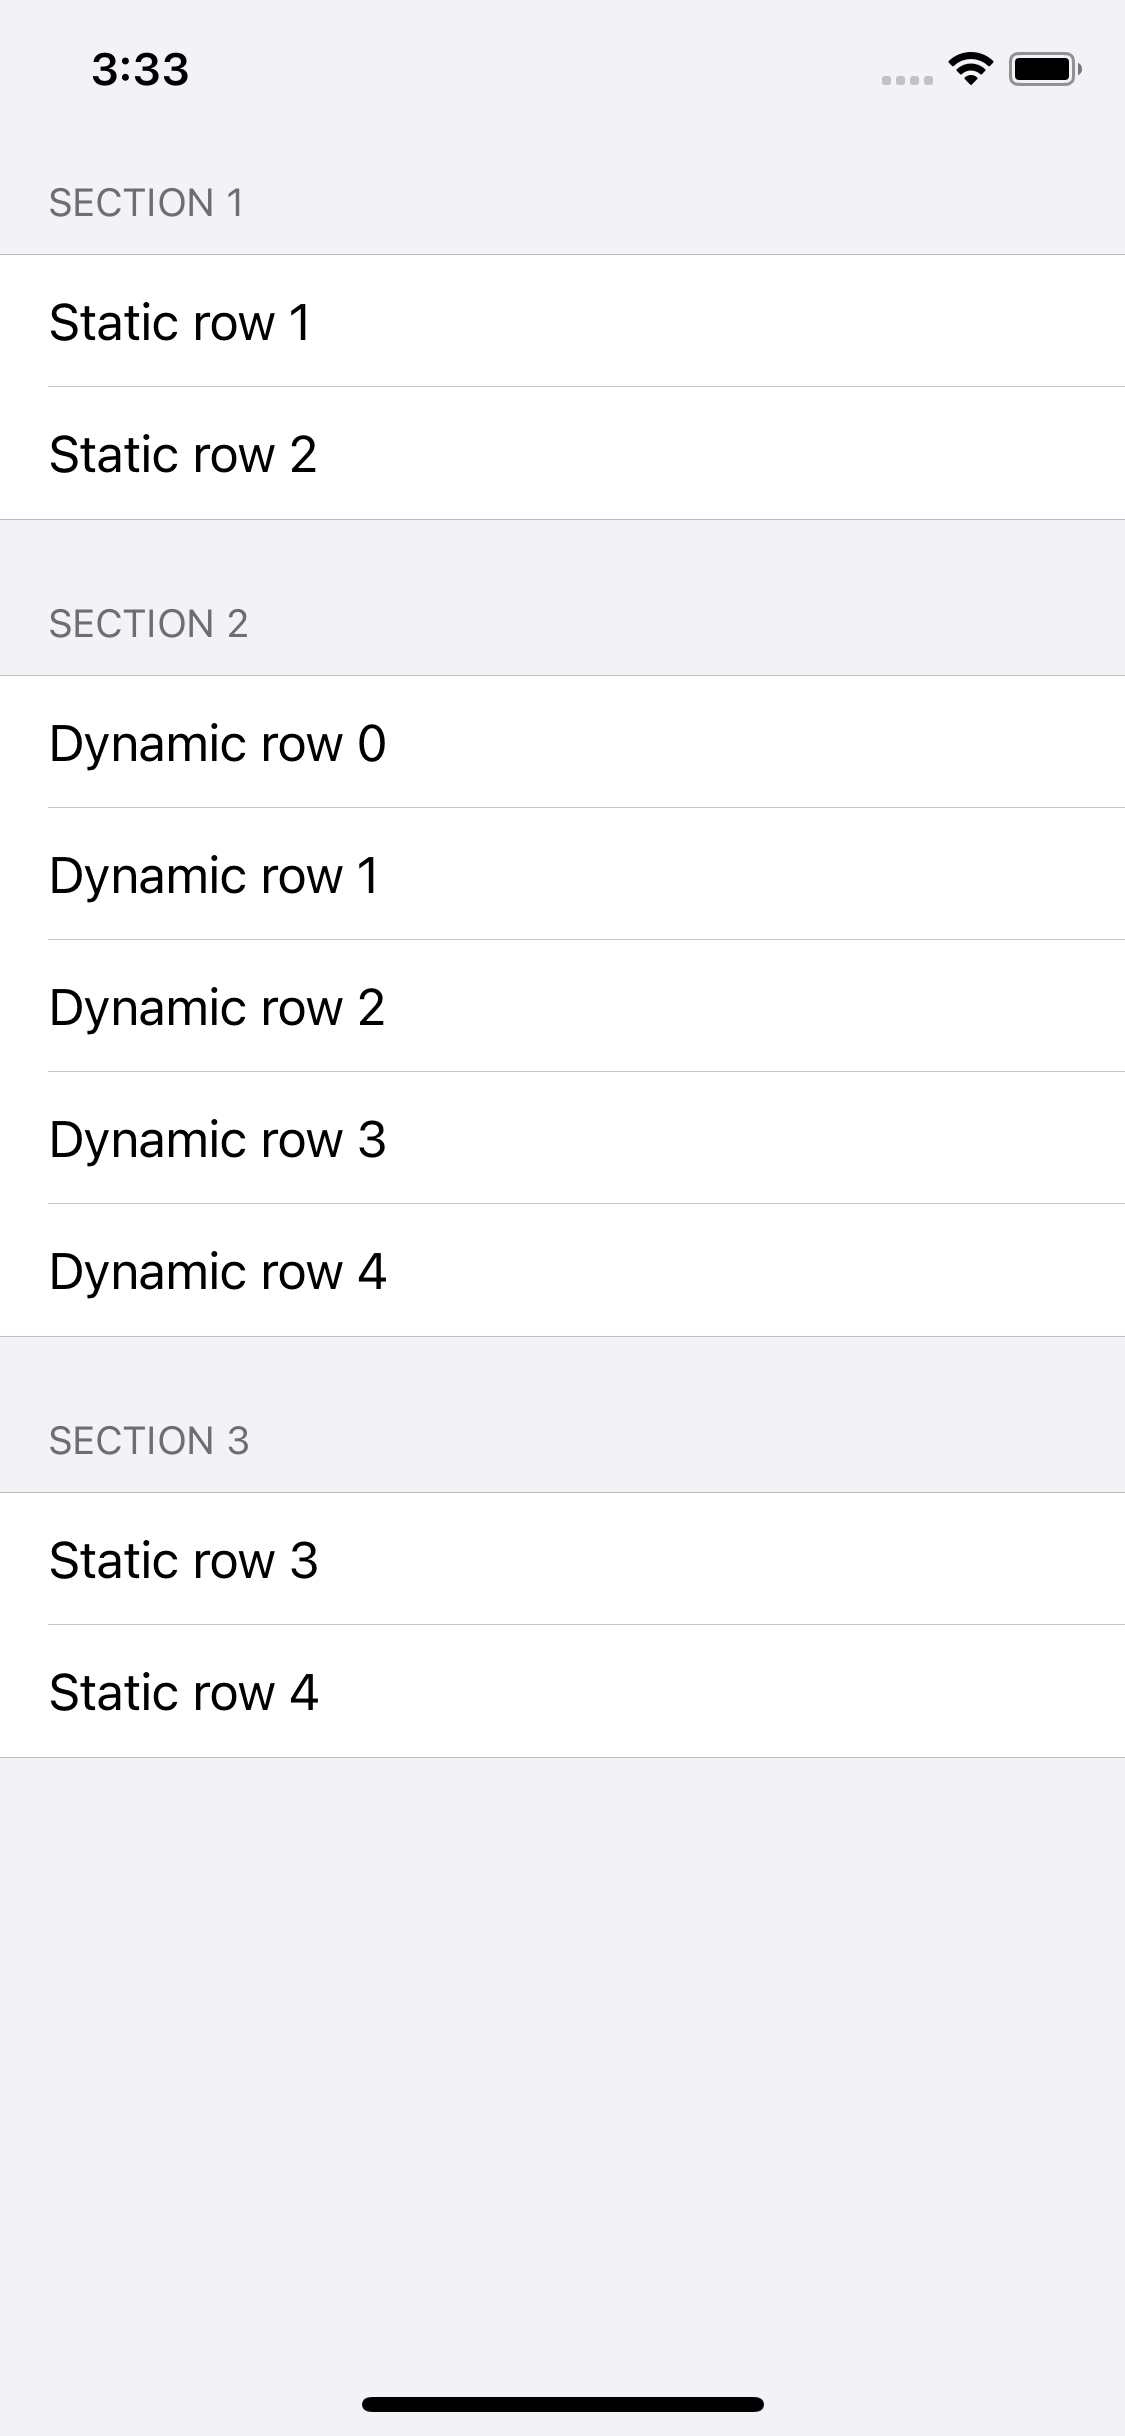 3:33
SECTION 1
Static row 1
Static row 2
SECTION 2
Dynamic row 0
Dynamic row 1
Dynamic row 2
Dynamic row 3
Dynamic row 4
SECTION 3
Static row 3
Static row 4